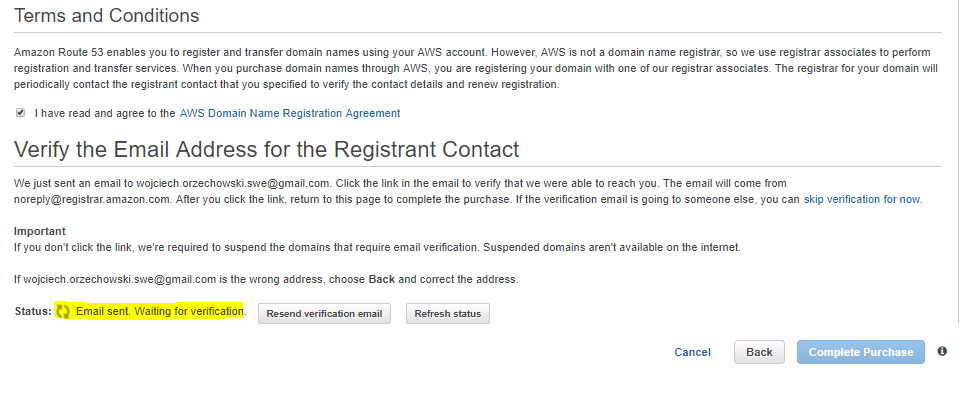 Terms and Conditions
Amazon Route 53 enables you to register and transfer domain names using your AWS account. However, AWS is not a domain name registrar, so we use registrar associates to perform
registration and transfer services. When you purchase domain names through AWS, you are registering your domain with one of our registrar associates. The registrar for your domain will
periodically contact the registrant contact that you specified to verify the contact details and renew registration.
I have read and agree to the AWS Domain Name Registration Agreement
Verify the Email Address for the Registrant Contact
We just sent an email to wojciech.orzechowski.swe@gmail.com. Click the link in the email to verify that we were able to reach you. The email will come from
noreply@registrar.amazon.com. After you click the link, return to this page to complete the purchase. If the verification email is going to someone else, you can skip verification for now.
Important
If you don't click the link, we're required to suspend the domains that require email verification. Suspended domains aren't available on the internet.
If wojciech.orzechowski.swe@gmail.com is the wrong address, choose Back and correct the address.
Status: Email sent. Waiting for verification. Resend verification email Refresh status
Cancel Back Complete Purchase